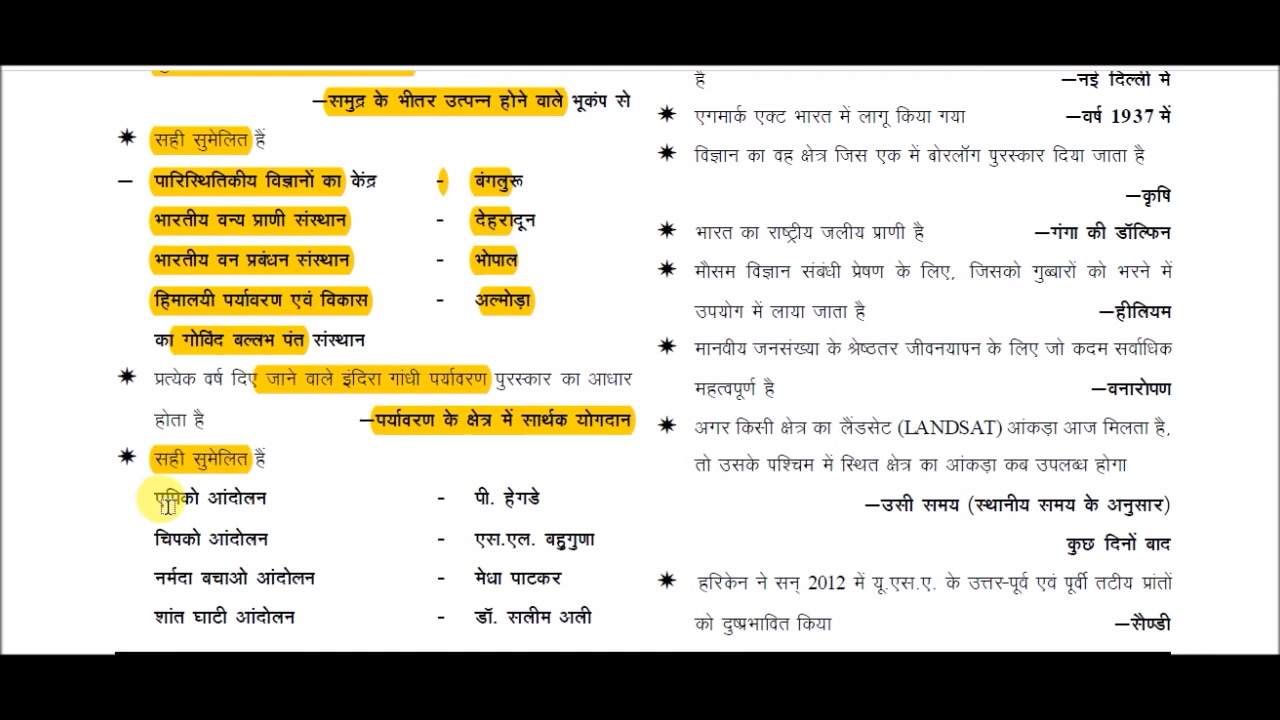 —समुद्र के भीतर उत्पन्न होने वाले भूकंप से
✷ सही सुमेलित हैं
— पारिस्थितिकीय विज्ञानों का केंद्र - बंगलुरू
भारतीय वन्य प्राणी संस्थान - देहरादून
भारतीय वन प्रबंधन संस्थान - भोपाल
हिमालयी पर्यावरण एवं विकास - अल्मोड़ा
का गोविंद बल्लभ पंत संस्थान
✷ प्रत्येक वर्ष दिए जाने वाले इंदिरा गांधी पर्यावरण पुरस्कार का आधार
होता है —पर्यावरण के क्षेत्र में सार्थक योगदान
✷ सही सुमेलित हैं
एपिको आंदोलन - पी. हेगडे
चिपको आंदोलन - एस.एल. बहुगुणा
नर्मदा बचाओ आंदोलन - मेधा पाटकर
शांत घाटी आंदोलन - डॉ. सलीम अली
है —नई दिल्ली में
✷ एगमार्क एक्ट भारत में लागू किया गया —वर्ष 1937 में
✷ विज्ञान का वह क्षेत्र जिस एक में बोरलॉग पुरस्कार दिया जाता है
—कृषि
✷ भारत का राष्ट्रीय जलीय प्राणी है —गंगा की डॉल्फिन
✷ मौसम विज्ञान संबंधी प्रेषण के लिए, जिसको गुब्बारों को भरने में
उपयोग में लाया जाता है —हीलियम
✷ मानवीय जनसंख्या के श्रेष्ठतर जीवनयापन के लिए जो कदम सर्वाधिक
महत्वपूर्ण है —वनारोपण
✷ अगर किसी क्षेत्र का लैंडसेट (LANDSAT) आंकड़ा आज मिलता है,
तो उसके पश्चिम में स्थित क्षेत्र का आंकड़ा कब उपलब्ध होगा
—उसी समय (स्थानीय समय के अनुसार)
कुछ दिनों बाद
✷ हरिकेन ने सन् 2012 में यू.एस.ए. के उत्तर-पूर्व एवं पूर्वी तटीय प्रांतों
को दुष्प्रभावित किया —सैण्डी